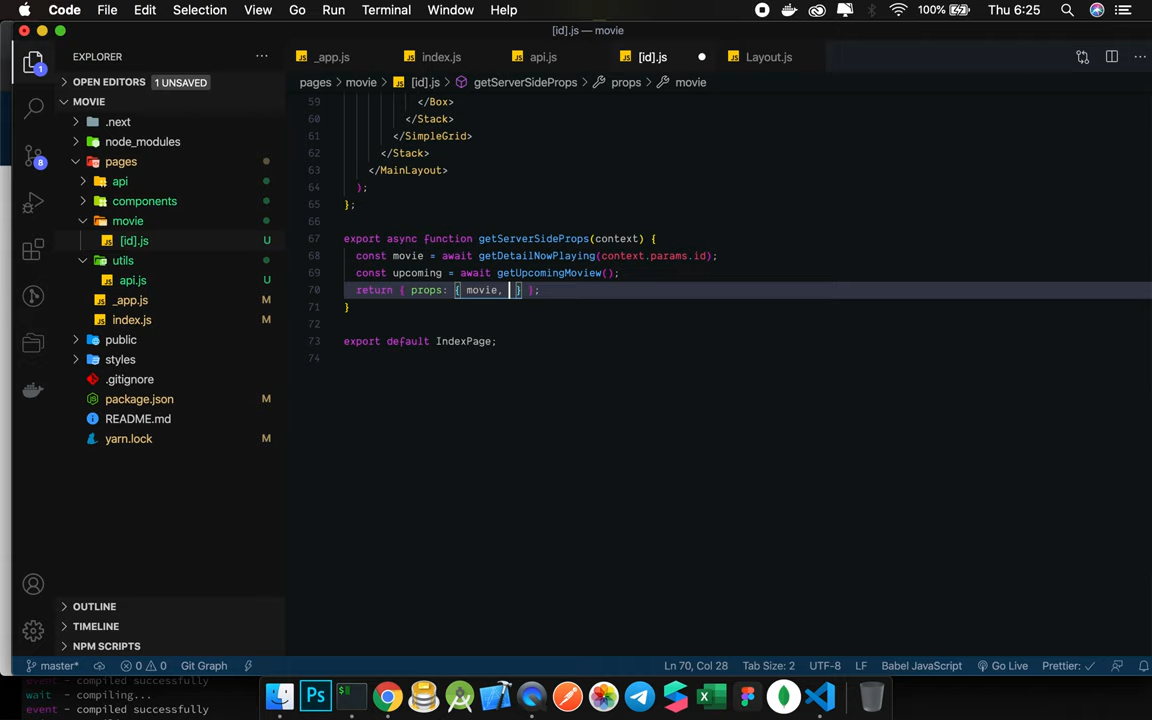 Code File Edit Selection View Go Run Terminal Window Help 100% Thu 6:25
[id].js — movie
EXPLORER ...
_app.js index.js api.js [id].js Layout.js ...
OPEN EDITORS 1 UNSAVED
pages > movie > [id].js > getServerSideProps > props > movie
MOVIE
.next
node_modules
pages
api
components
movie
[id].js U
utils
api.js U
_app.js M
index.js M
public
styles
.gitignore
package.json M
README.md
yarn.lock M
OUTLINE
TIMELINE
NPM SCRIPTS
1
8
59 </Box>
60 </Stack>
61 </SimpleGrid>
62 </Stack>
63 </MainLayout>
64 );
65 };
66
67 export async function getServerSideProps(context) {
68 const movie = await getDetailNowPlaying(context.params.id);
69 const upcoming = await getUpcomingMoview();
70 return { props: { movie, } };
71 }
72
73 export default IndexPage;
74
master* 0 0 Git Graph Ln 70, Col 28 Tab Size: 2 UTF-8 LF Babel JavaScript Go Live Prettier: ✓
event - compiled successfully
wait - compiling...
event - compiled successfully
Ps
$